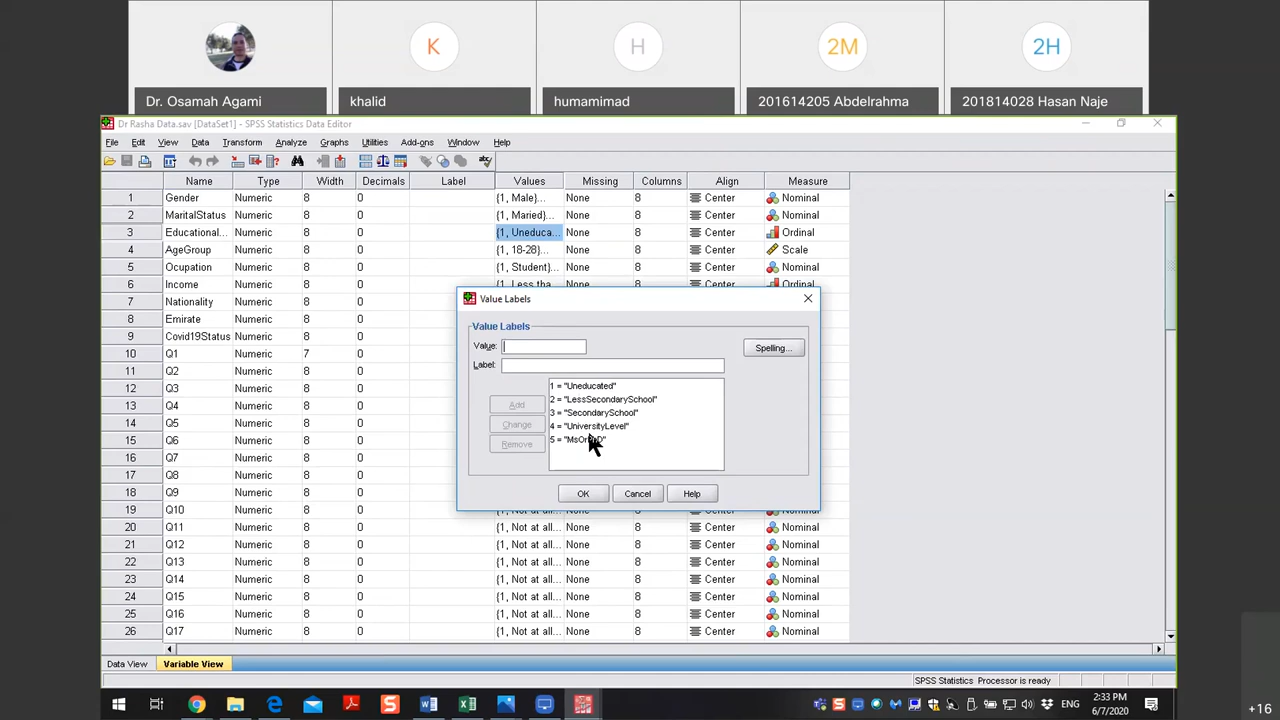 K
H
2M
2H
Dr. Osamah Agami
khalid
humamimad
201614205 Abdelrahma
201814028 Hasan Naje
Dr Rasha Data.sav [DataSet1] - SPSS Statistics Data Editor
File Edit View Data Transform Analyze Graphs Utilities Add-ons Window Help
Name Type Width Decimals Label Values Missing Columns Align Measure
1 Gender Numeric 8 0 {1, Male}... None 8 Center Nominal
2 MaritalStatus Numeric 8 0 {1, Maried}... None 8 Center Nominal
3 Educational... Numeric 8 0 {1, Uneduca... None 8 Center Ordinal
4 AgeGroup Numeric 8 0 {1, 18-28}... None 8 Center Scale
5 Ocupation Numeric 8 0 {1, Student}... None 8 Center Nominal
6 Income Numeric 8 0 {1, Less tha... None 8 Center Ordinal
7 Nationality Numeric 8 0
8 Emirate Numeric 8 0
9 Covid19Status Numeric 8 0
10 Q1 Numeric 7 0
11 Q2 Numeric 8 0
12 Q3 Numeric 8 0
13 Q4 Numeric 8 0
14 Q5 Numeric 8 0
15 Q6 Numeric 8 0
16 Q7 Numeric 8 0
17 Q8 Numeric 8 0
18 Q9 Numeric 8 0
19 Q10 Numeric 8 0 Center Nominal
20 Q11 Numeric 8 0 {1, Not at all... None 8 Center Nominal
21 Q12 Numeric 8 0 {1, Not at all... None 8 Center Nominal
22 Q13 Numeric 8 0 {1, Not at all... None 8 Center Nominal
23 Q14 Numeric 8 0 {1, Not at all... None 8 Center Nominal
24 Q15 Numeric 8 0 {1, Not at all... None 8 Center Nominal
25 Q16 Numeric 8 0 {1, Not at all... None 8 Center Nominal
26 Q17 Numeric 8 0 {1, Not at all... None 8 Center Nominal
Value Labels
Value Labels
Value:
Spelling...
Label:
1 = "Uneducated"
2 = "LessSecondarySchool"
3 = "SecondarySchool"
4 = "UniversityLevel"
5 =
Add
Change
Remove
OK Cancel Help
Data View Variable View
SPSS Statistics Processor is ready
ENG
2:33 PM
6/7/2020
+16